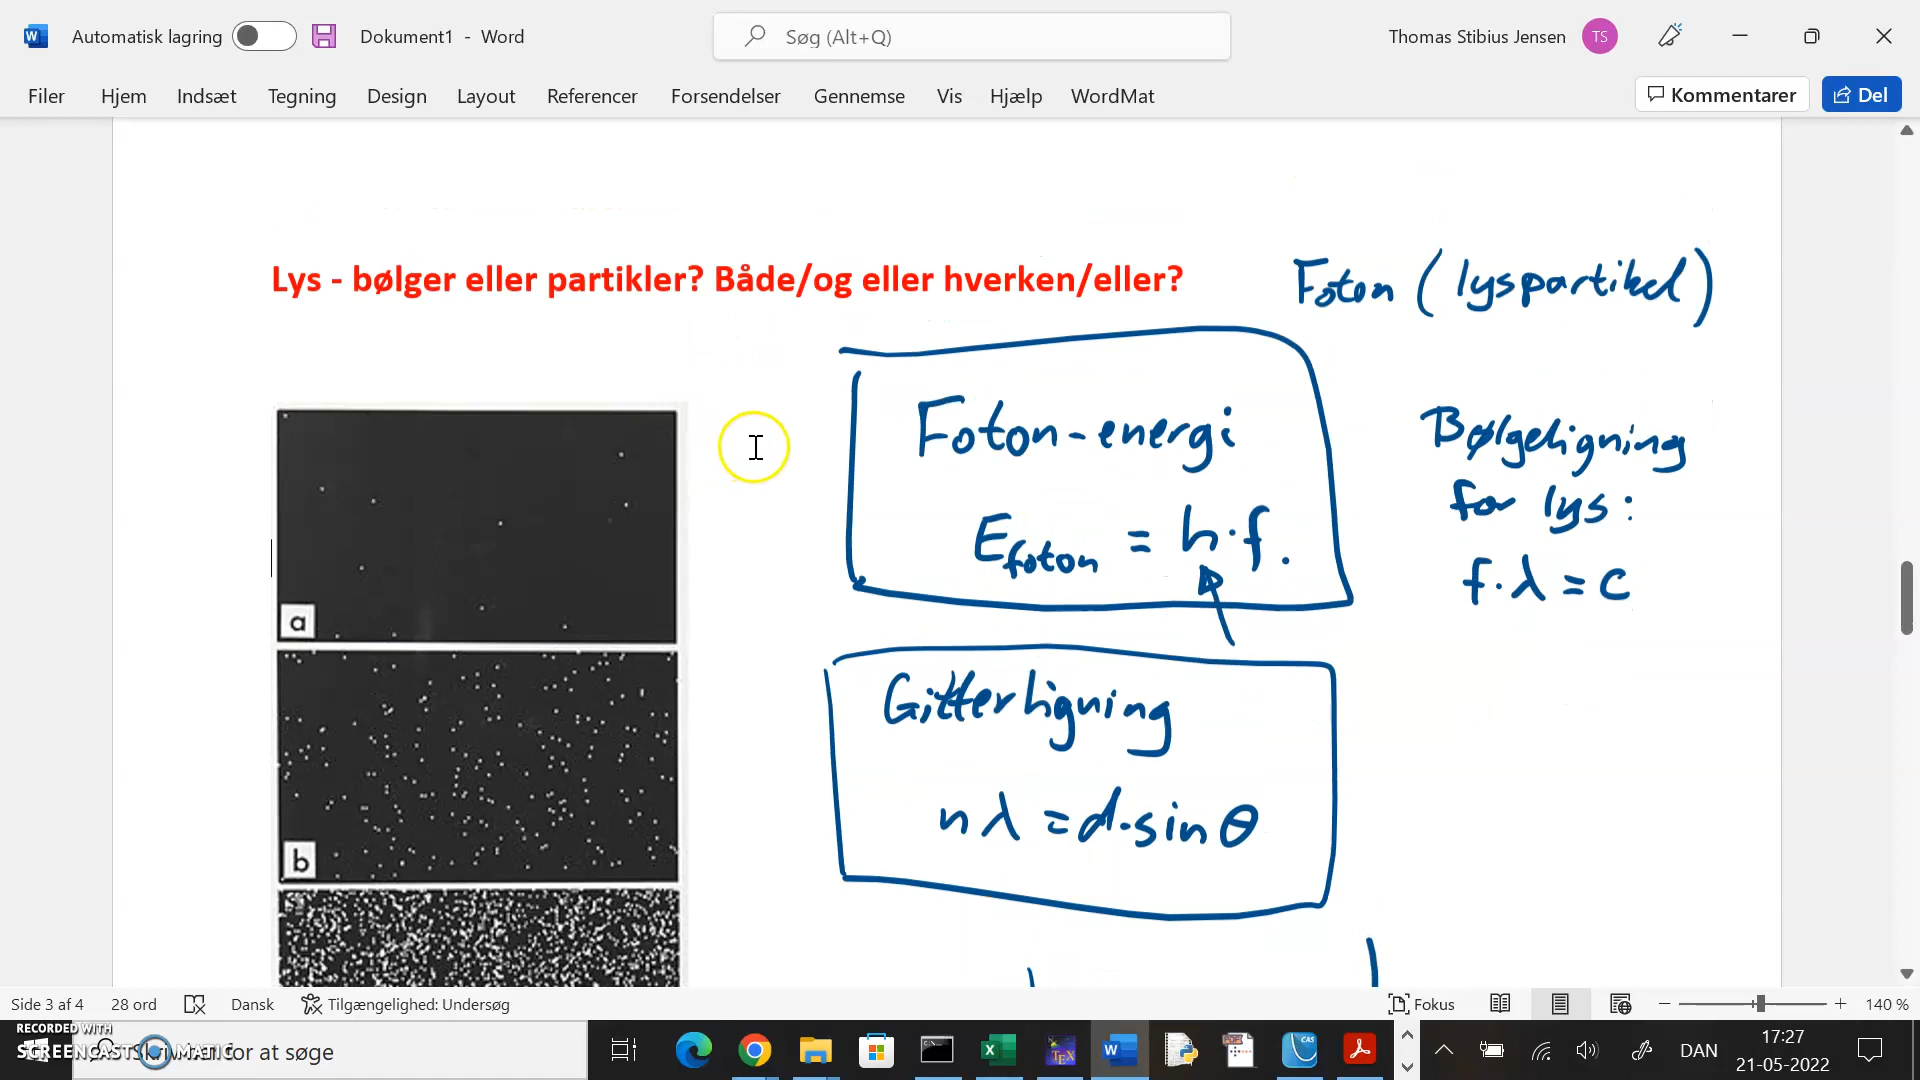 Automatisk lagring
Dokument1 - Word
Søg (Alt+Q)
Thomas Stibius Jensen
TS
Filer Hjem Indsæt Tegning Design Layout Referencer Forsendelser Gennemse Vis Hjælp WordMat
Kommentarer
Del
Lys - bølger eller partikler? Både/og eller hverken/eller?
Foton (lyspartikel)
Foton-energi
E foton = h·f.
Bølgeligning
for lys:
f·λ = c
a
Gitterligning
nλ = d·sin θ
b
Side 3 af 4 28 ord Dansk Tilgængelighed: Undersøg
Fokus
140 %
RECORDED WITH
SCREENCAST MATIC
for at søge
DAN
17:27
21-05-2022